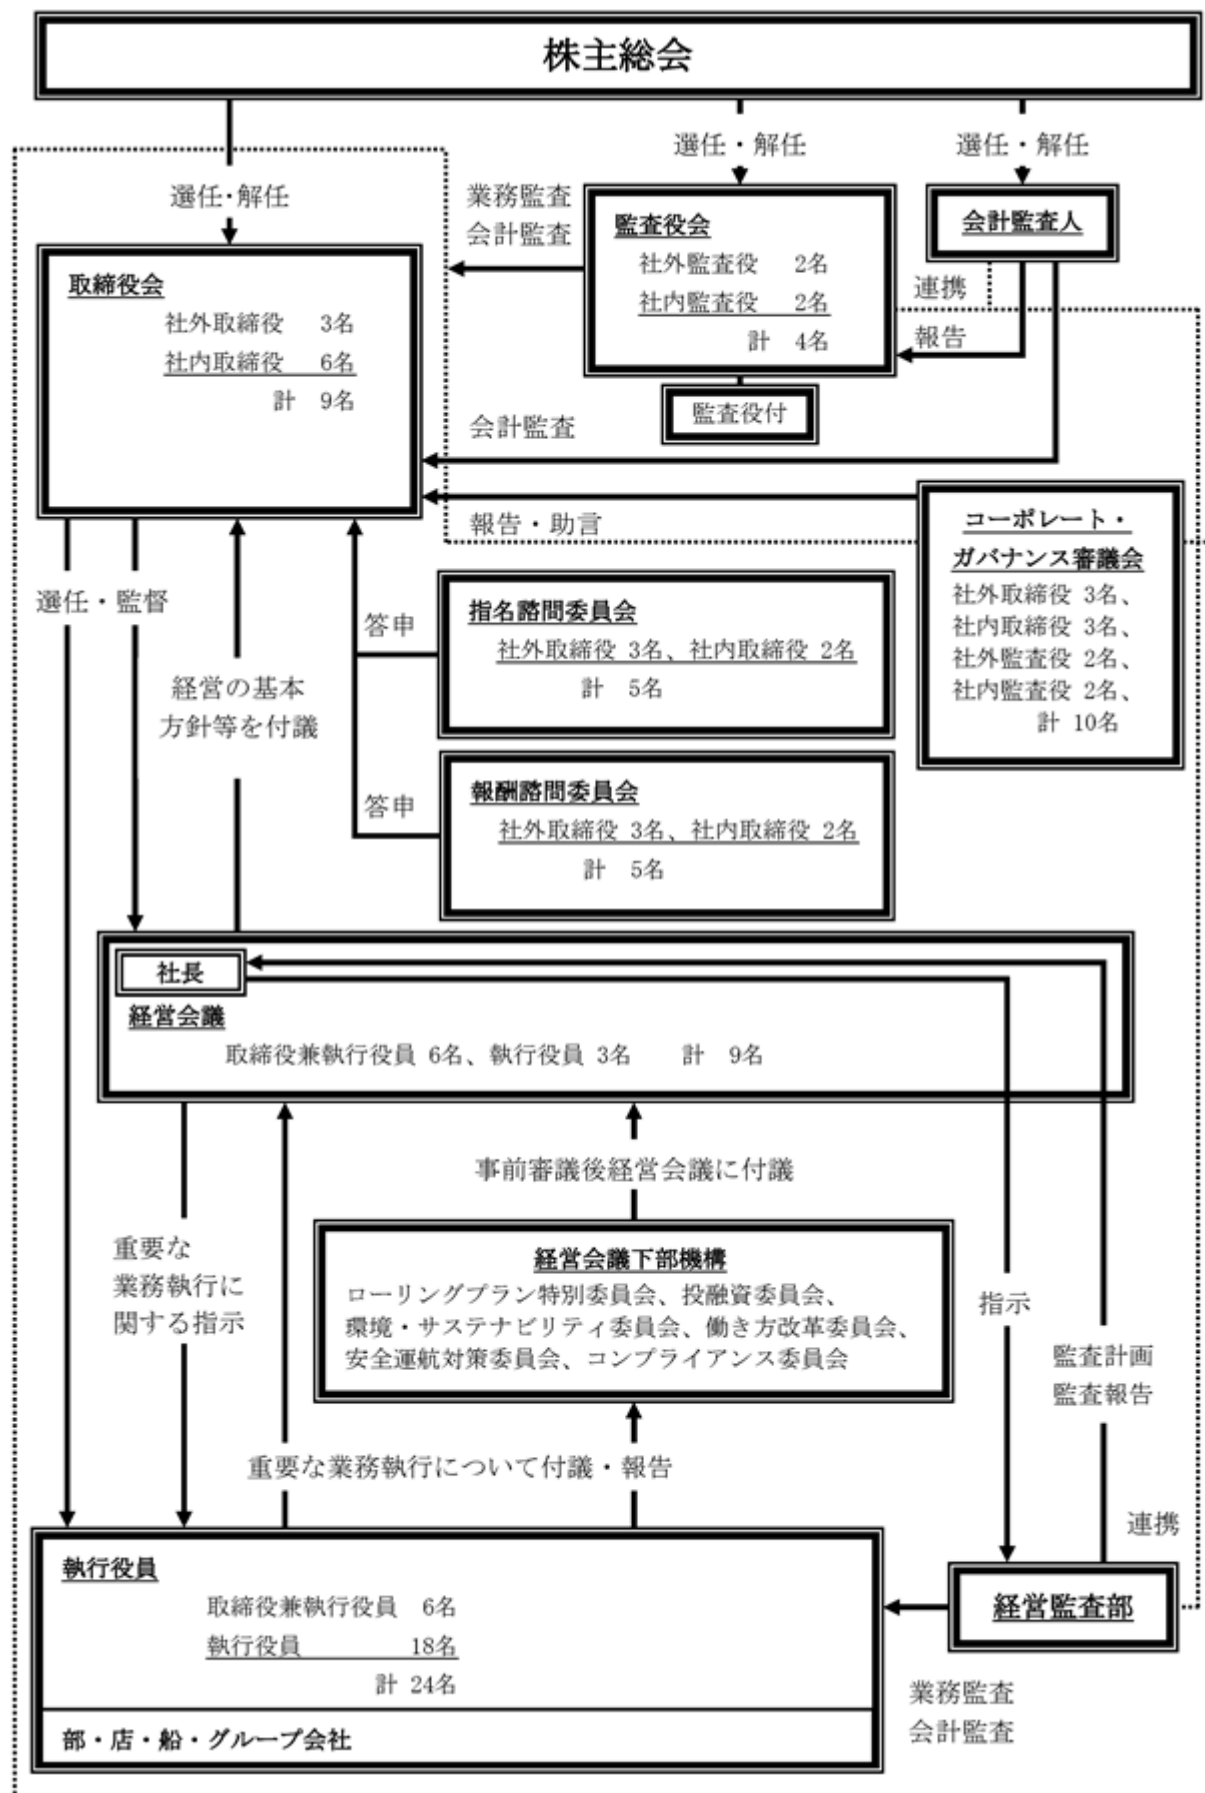 株主総会
選任・解任
選任・解任
選任・解任
業務監査
会計監査
監査役会
社外監査役 2名
社内監査役 2名
計 4名
監査役付
会計監査人
連携
報告
取締役会
社外取締役 3名
社内取締役 6名
計 9名
会計監査
報告・助言
コーポレート・
ガバナンス審議会
社外取締役 3名、
社内取締役 3名、
社外監査役 2名、
社内監査役 2名、
計 10名
選任・監督
経営の基本
方針等を付議
答申
指名諮問委員会
社外取締役 3名、社内取締役 2名
計 5名
答申
報酬諮問委員会
社外取締役 3名、社内取締役 2名
計 5名
社長
経営会議
取締役兼執行役員 6名、執行役員 3名 計 9名
事前審議後経営会議に付議
重要な
業務執行に
関する指示
経営会議下部機構
ローリングプラン特別委員会、投融資委員会、
環境・サステナビリティ委員会、働き方改革委員会、
安全運航対策委員会、コンプライアンス委員会
指示
監査計画
監査報告
重要な業務執行について付議・報告
連携
執行役員
取締役兼執行役員 6名
執行役員 18名
計 24名
部・店・船・グループ会社
経営監査部
業務監査
会計監査